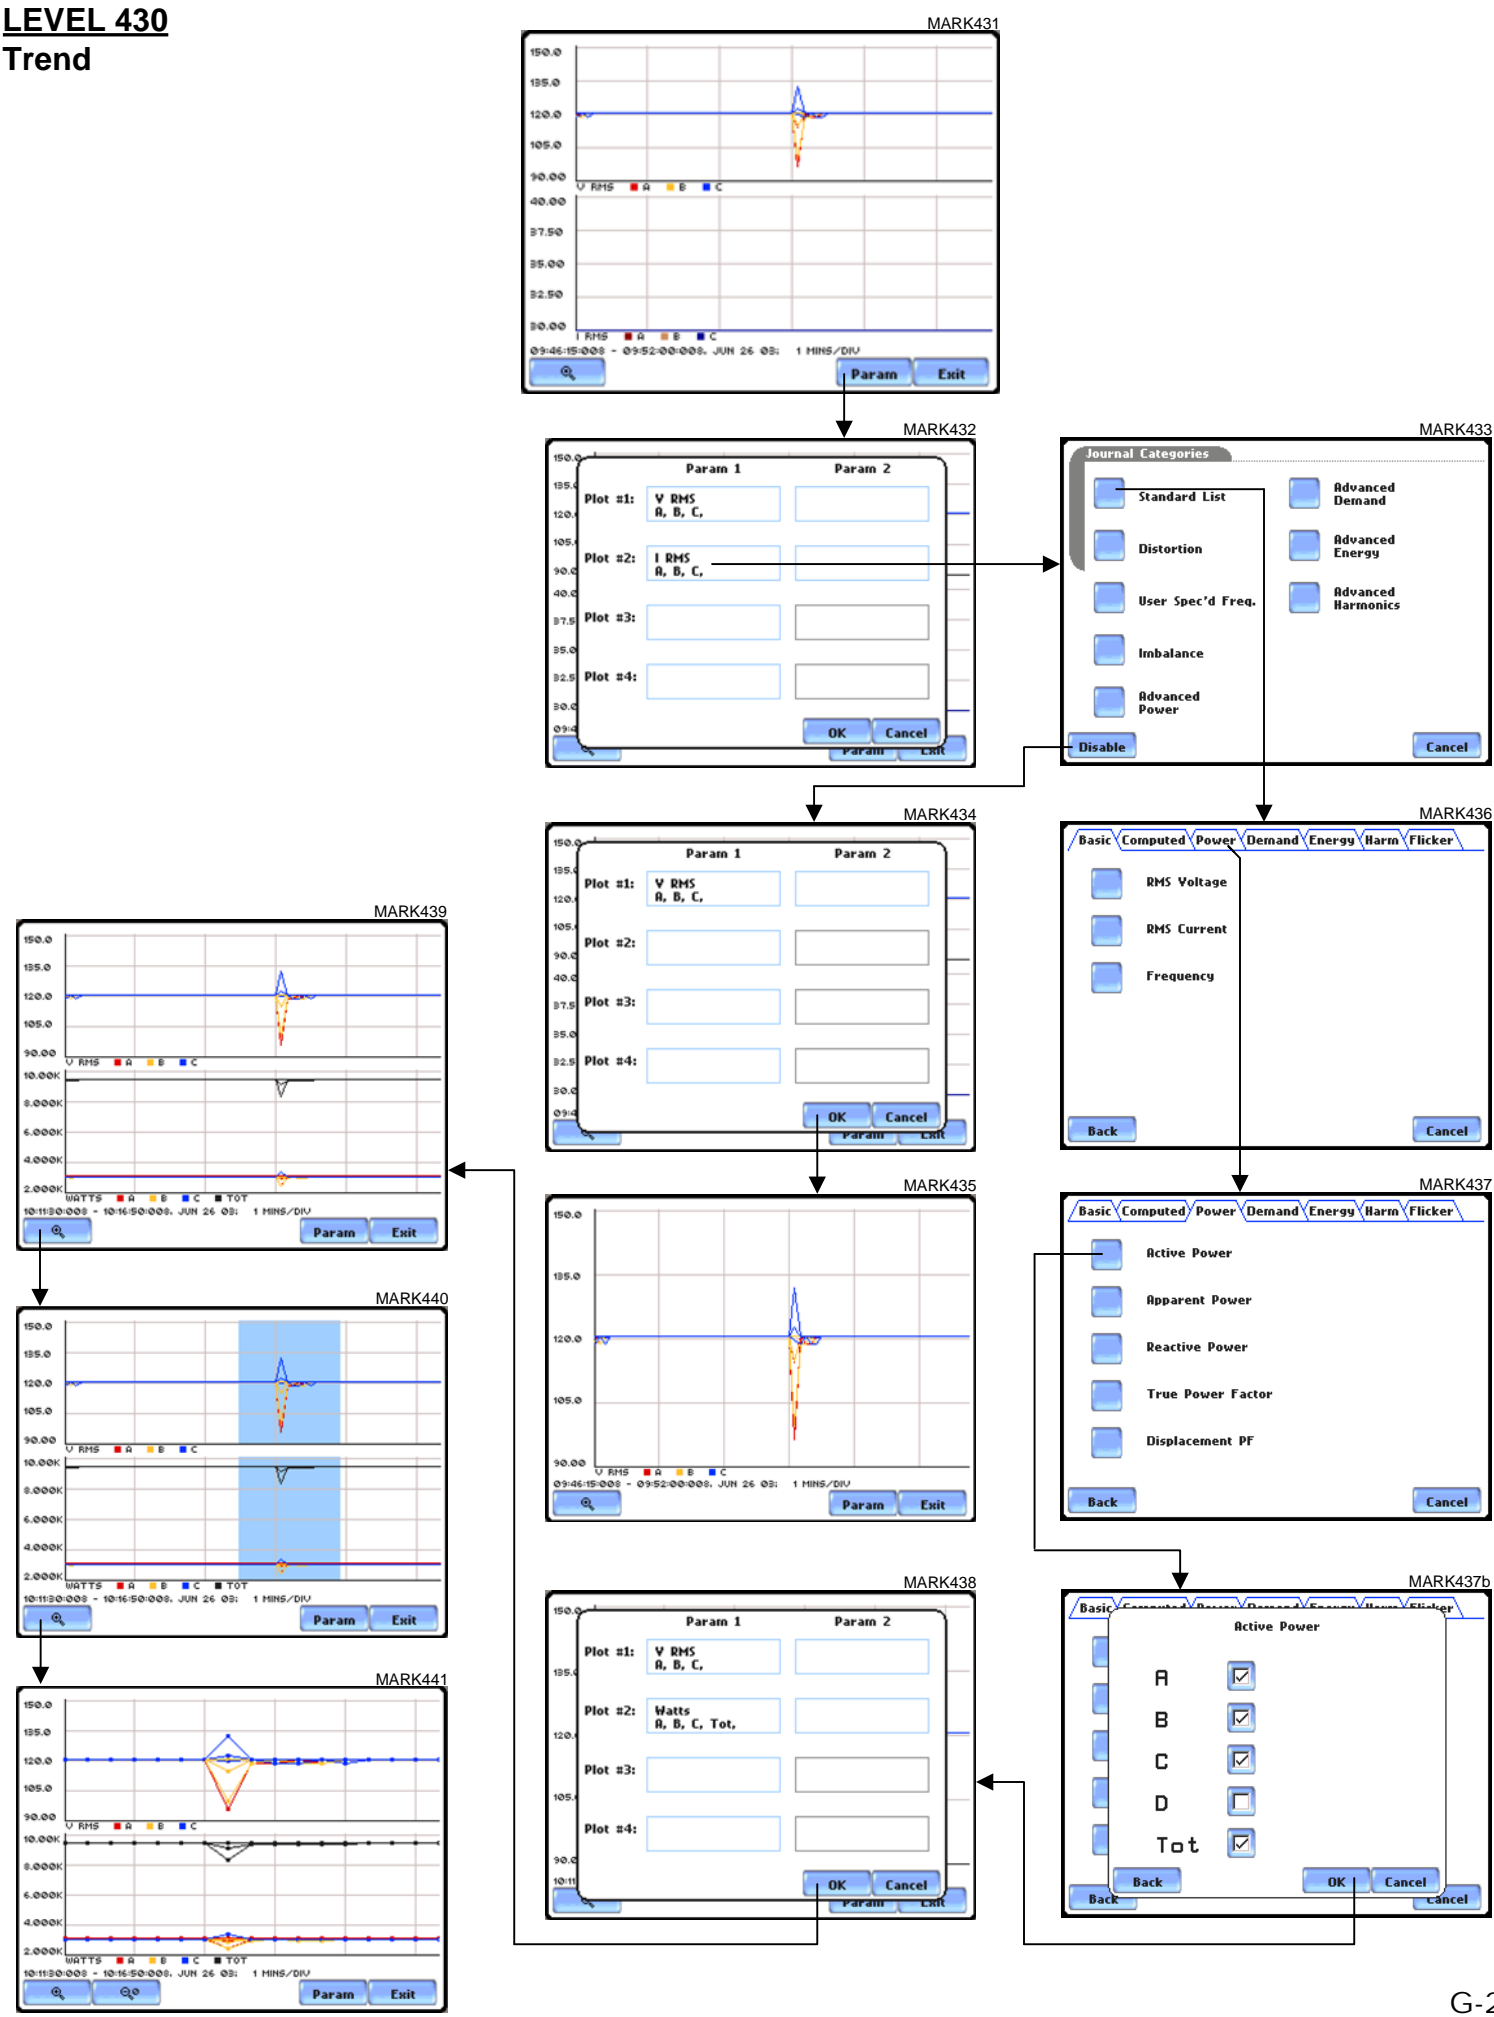 LEVEL 430
Trend
MARK431
150.0
135.0
120.0
105.0
90.00
V RMS A B C
40.00
37.50
35.00
32.50
30.00
I RMS A B C
09:46:15:008 - 09:52:00:008, JUN 26 03; 1 MINS/DIV
Param Exit
MARK432
Param 1 Param 2
Plot #1: V RMS
A, B, C,
Plot #2: I RMS
A, B, C,
Plot #3:
Plot #4:
OK Cancel
MARK433
Journal Categories
Standard List
Distortion
User Spec'd Freq.
Imbalance
Advanced
Power
Advanced
Demand
Advanced
Energy
Advanced
Harmonics
Disable Cancel
MARK434
Param 1 Param 2
Plot #1: V RMS
A, B, C,
Plot #2:
Plot #3:
Plot #4:
OK Cancel
MARK436
Basic Computed Power Demand Energy Harm Flicker
RMS Voltage
RMS Current
Frequency
Back Cancel
MARK439
150.0
135.0
120.0
105.0
90.00
V RMS A B C
10.00K
8.000K
6.000K
4.000K
2.000K
WATTS A B C TOT
10:11:30:008 - 10:16:50:008, JUN 26 03; 1 MINS/DIV
Param Exit
MARK435
150.0
135.0
120.0
105.0
90.00
V RMS A B C
09:46:15:008 - 09:52:00:008, JUN 26 03; 1 MINS/DIV
Param Exit
MARK437
Basic Computed Power Demand Energy Harm Flicker
Active Power
Apparent Power
Reactive Power
True Power Factor
Displacement PF
Back Cancel
MARK440
150.0
135.0
120.0
105.0
90.00
V RMS A B C
10.00K
8.000K
6.000K
4.000K
2.000K
WATTS A B C TOT
10:11:30:008 - 10:16:50:008, JUN 26 03; 1 MINS/DIV
Param Exit
MARK438
Param 1 Param 2
Plot #1: V RMS
A, B, C,
Plot #2: Watts
A, B, C, Tot,
Plot #3:
Plot #4:
OK Cancel
MARK437b
Active Power
A
B
C
D
Tot
Back OK Cancel
MARK441
150.0
135.0
120.0
105.0
90.00
V RMS A B C
10.00K
8.000K
6.000K
4.000K
2.000K
WATTS A B C TOT
10:11:30:008 - 10:16:50:008, JUN 26 03; 1 MINS/DIV
Param Exit
G-2